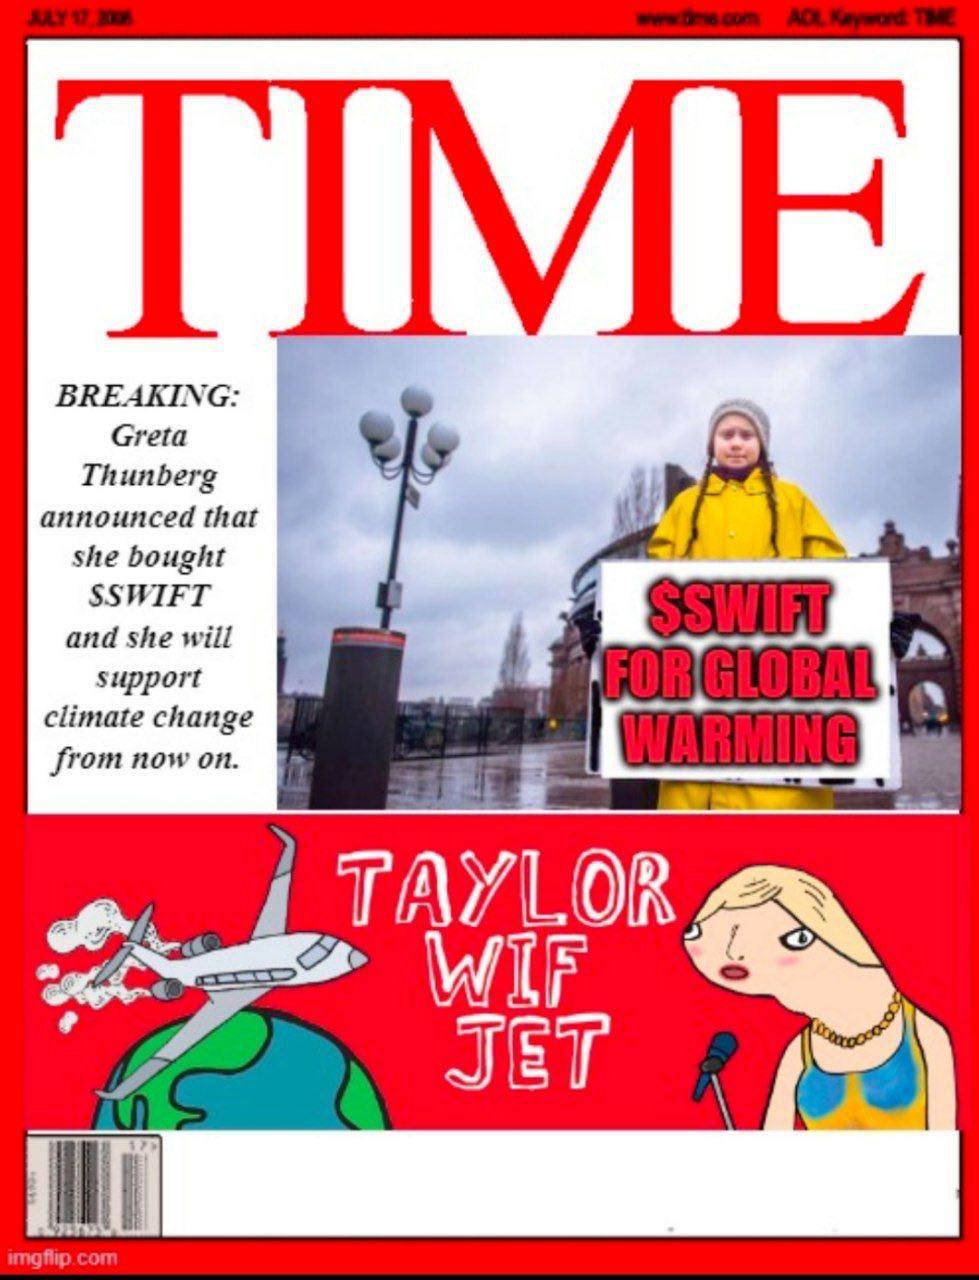 JULY 17, 2006
www.time.com AOL Keyword: TIME
TIME
BREAKING:
Greta
Thunberg
announced that
she bought
$SWIFT
and she will
support
climate change
from now on.
$SWIFT
FOR GLOBAL
WARMING
TAYLOR
WIF
JET
imgflip.com